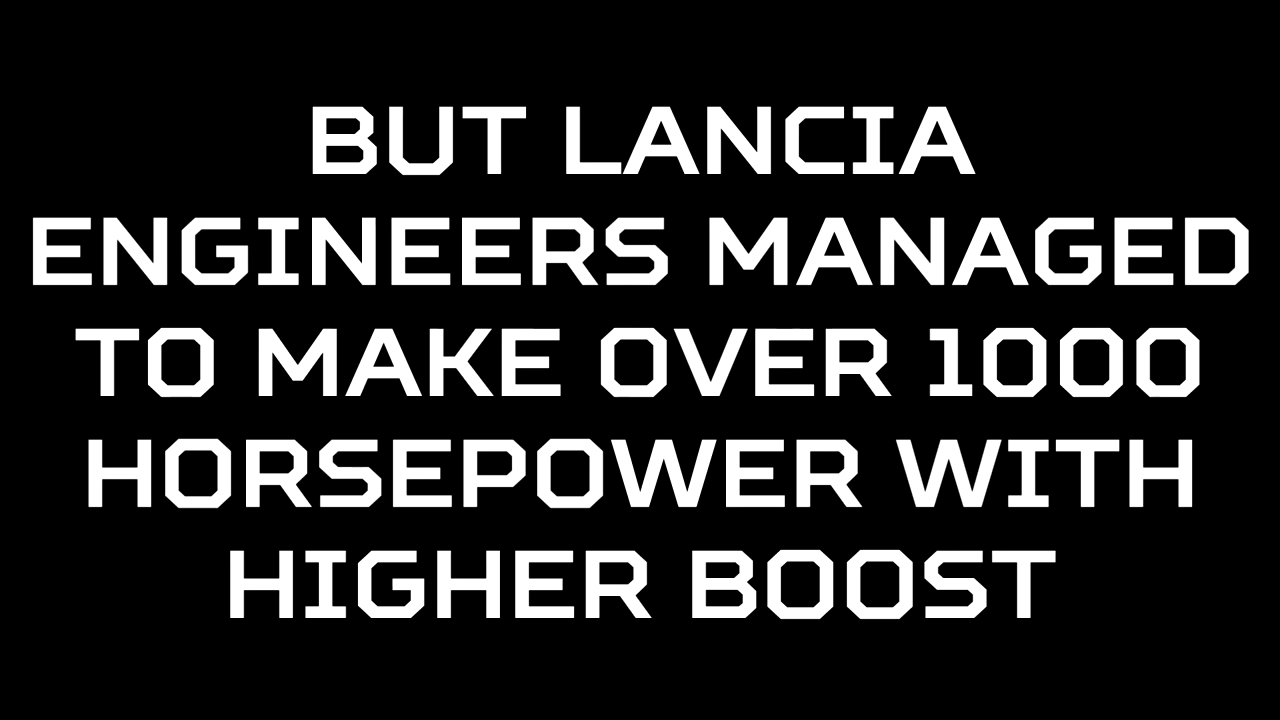 BUT LANCIA
ENGINEERS MANAGED
TO MAKE OVER 1000
HORSEPOWER WITH
HIGHER BOOST